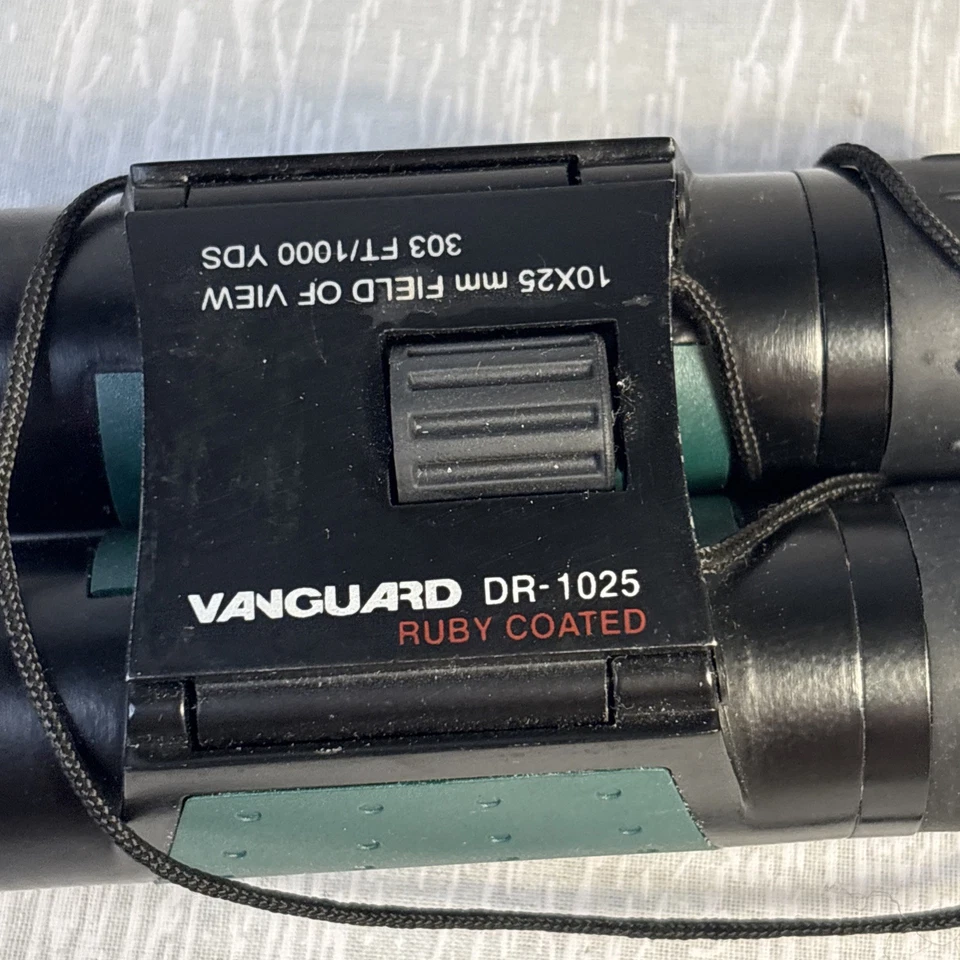 10X25 mm FIELD OF VIEW
303 FT/1000 YDS
VANGUARD DR-1025
RUBY COATED